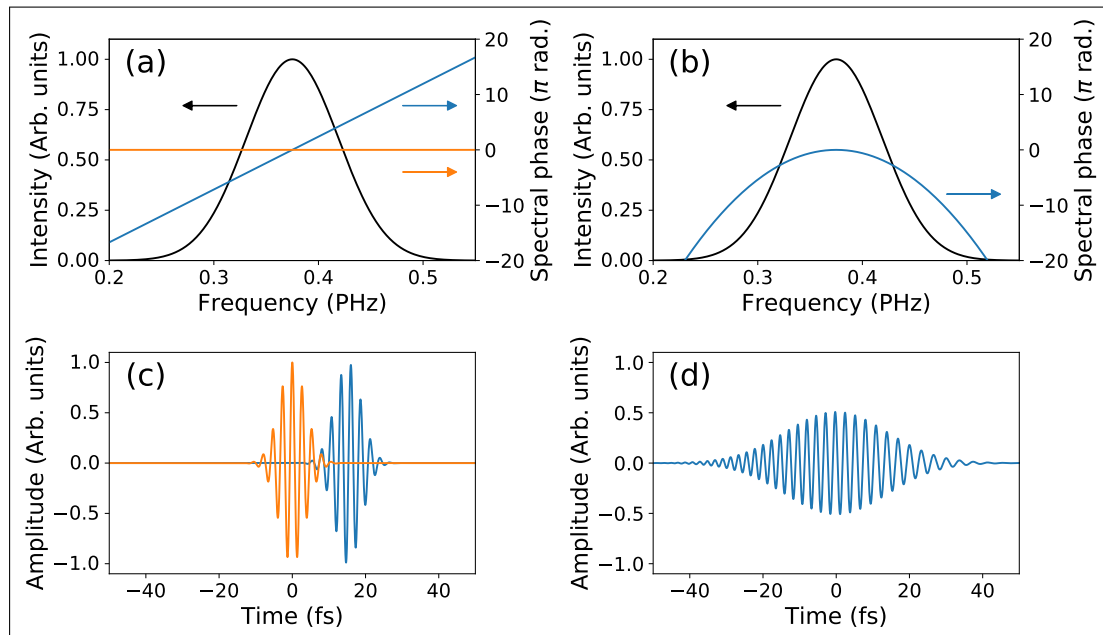 (a)
Intensity (Arb. units)
1.00
0.75
0.50
0.25
0.00
0.2 0.3 0.4 0.5
Frequency (PHz)
20
10
0
−10
−20
Spectral phase (π rad.)
(b)
Intensity (Arb. units)
1.00
0.75
0.50
0.25
0.00
0.2 0.3 0.4 0.5
Frequency (PHz)
20
10
0
−10
−20
Spectral phase (π rad.)
(c)
Amplitude (Arb. units)
1.0
0.5
0.0
−0.5
−1.0
−40 −20 0 20 40
Time (fs)
(d)
Amplitude (Arb. units)
1.0
0.5
0.0
−0.5
−1.0
−40 −20 0 20 40
Time (fs)